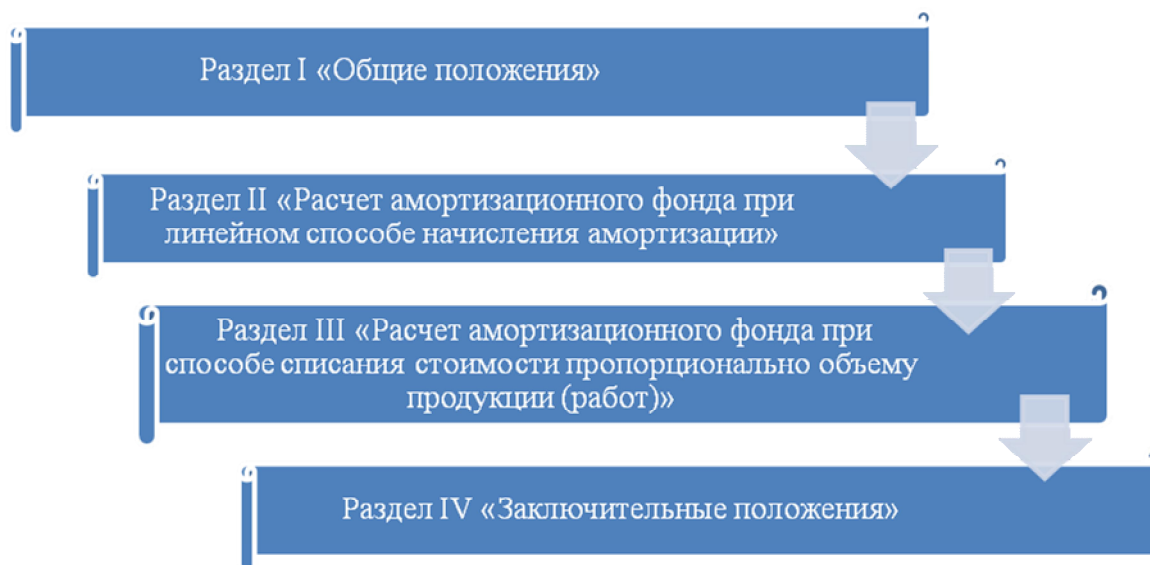 Раздел I «Общие положения»
Раздел II «Расчет амортизационного фонда при
линейном способе начисления амортизации»
Раздел III «Расчет амортизационного фонда при
способе списания стоимости пропорционально объему
продукции (работ)»
Раздел IV «Заключительные положения»